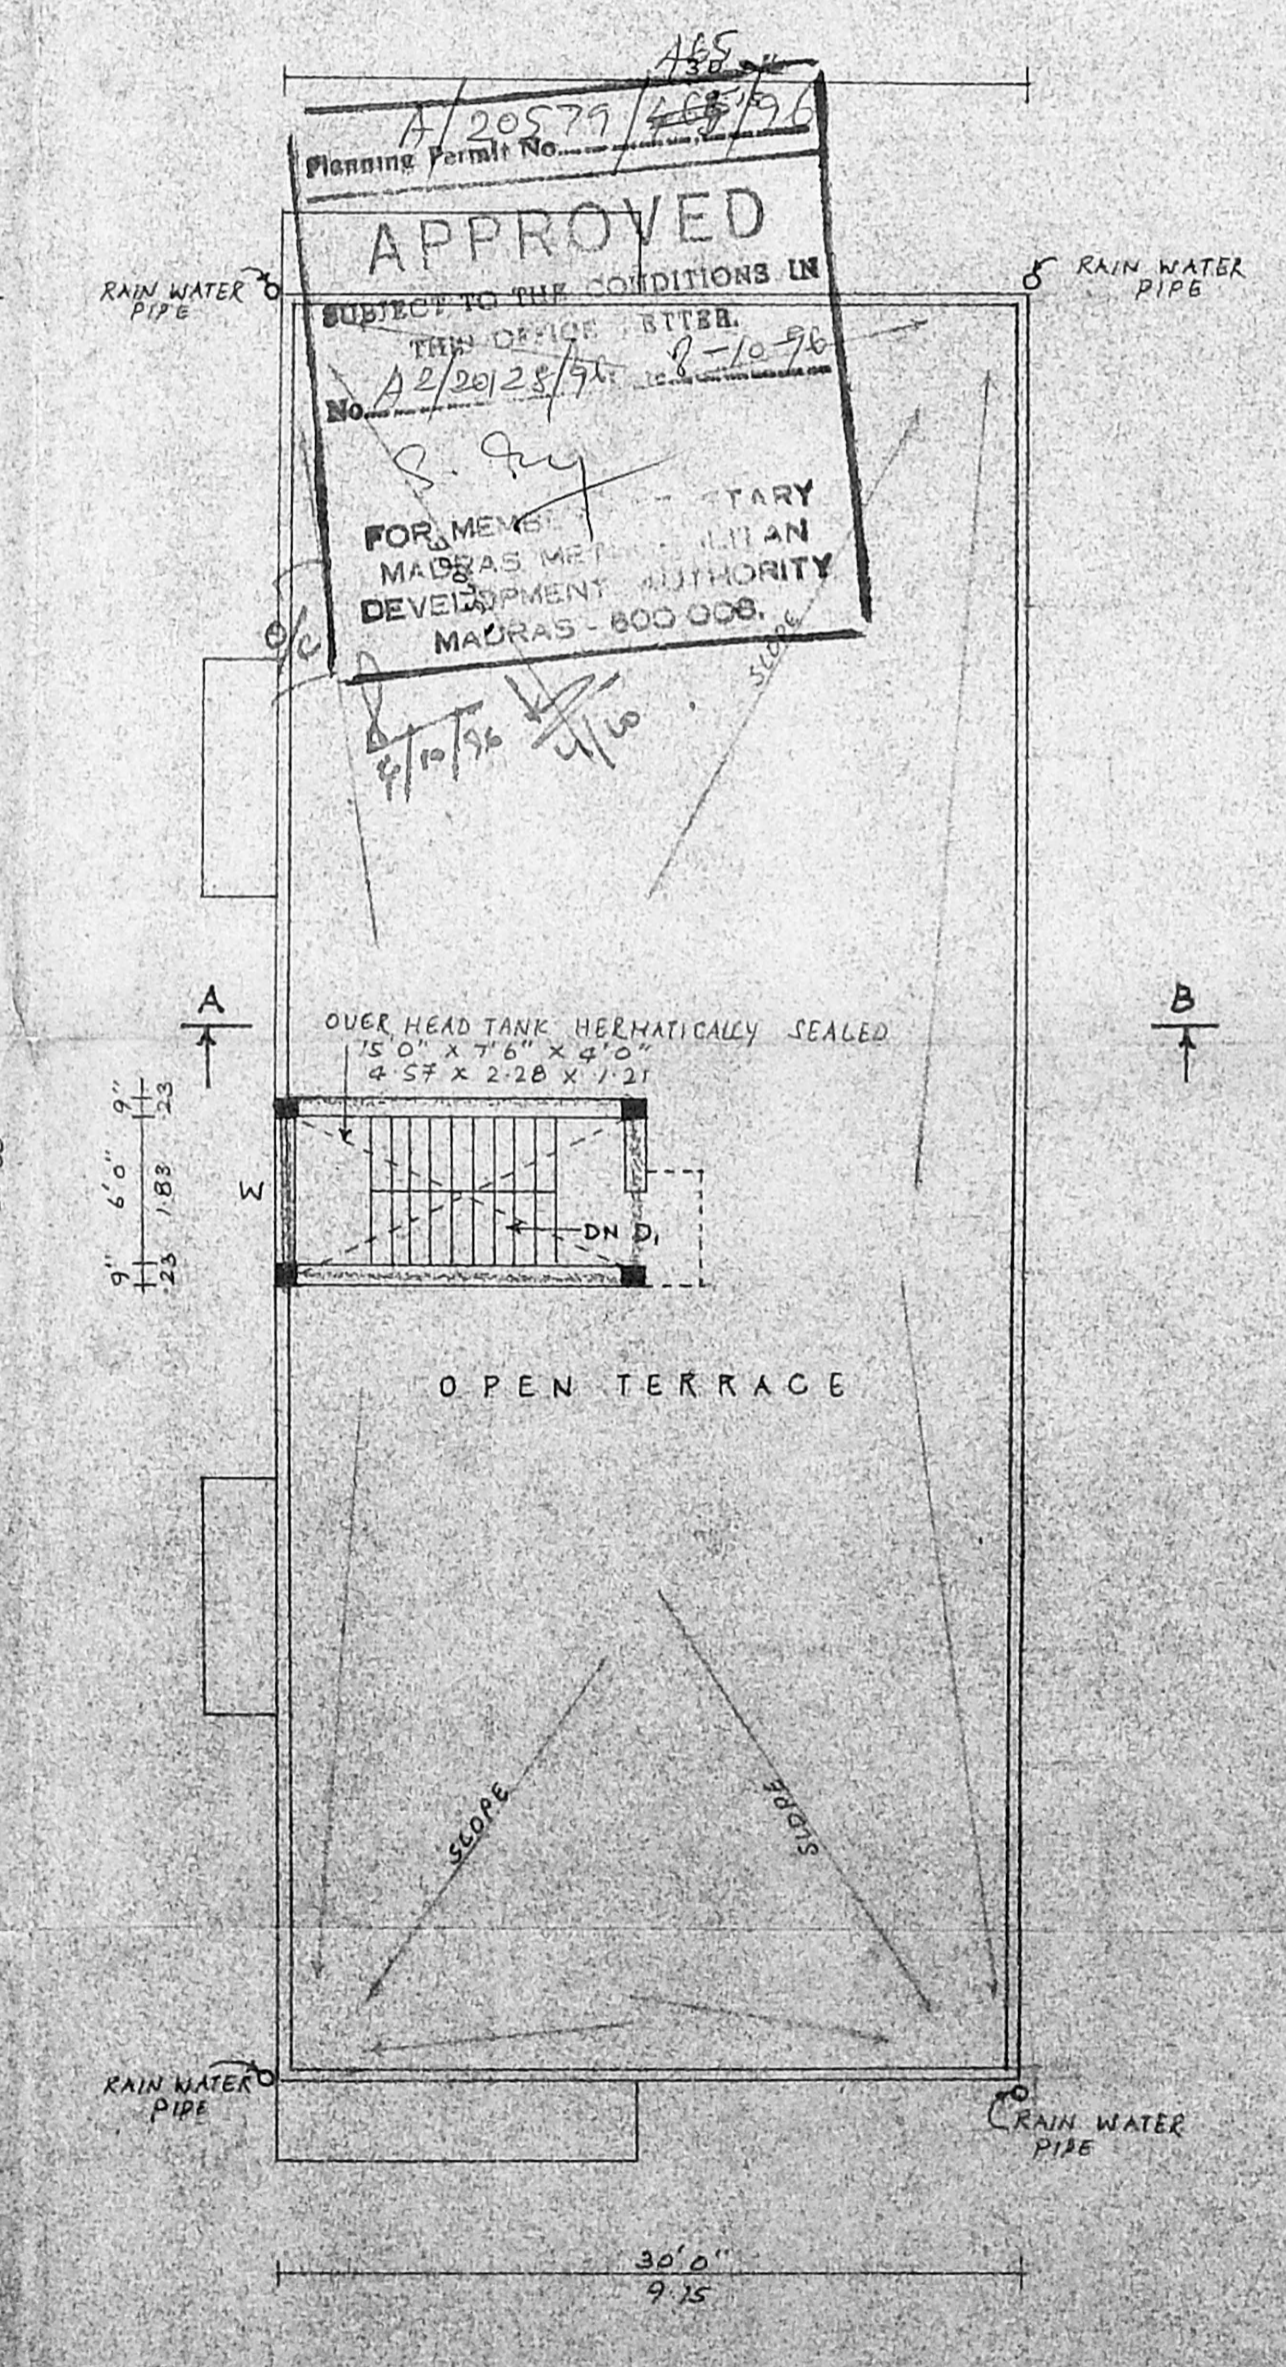 A/20579/ /96
Planning Permit No.
APPROVED
SUBJECT TO THE CONDITIONS IN
THIS OFFICE LETTER.
No. A2/20128/96 8-10-96
FOR MEMBER SECRETARY
MADRAS METROPOLITAN
DEVELOPMENT AUTHORITY
MADRAS - 600 008.
O/C
/10/96
4/10
RAIN WATER
PIPE
RAIN WATER
PIPE
SLOPE
SLOPE
A
B
OVER HEAD TANK HERMATICALLY SEALED
15'0" X 7'6" X 4'0"
4.57 X 2.28 X 1.21
9"
.23
6'0"
1.83
9"
.23
W
DN D1
OPEN TERRACE
SLOPE
SLOPE
RAIN WATER
PIPE
RAIN WATER
PIPE
30'0"
9.15